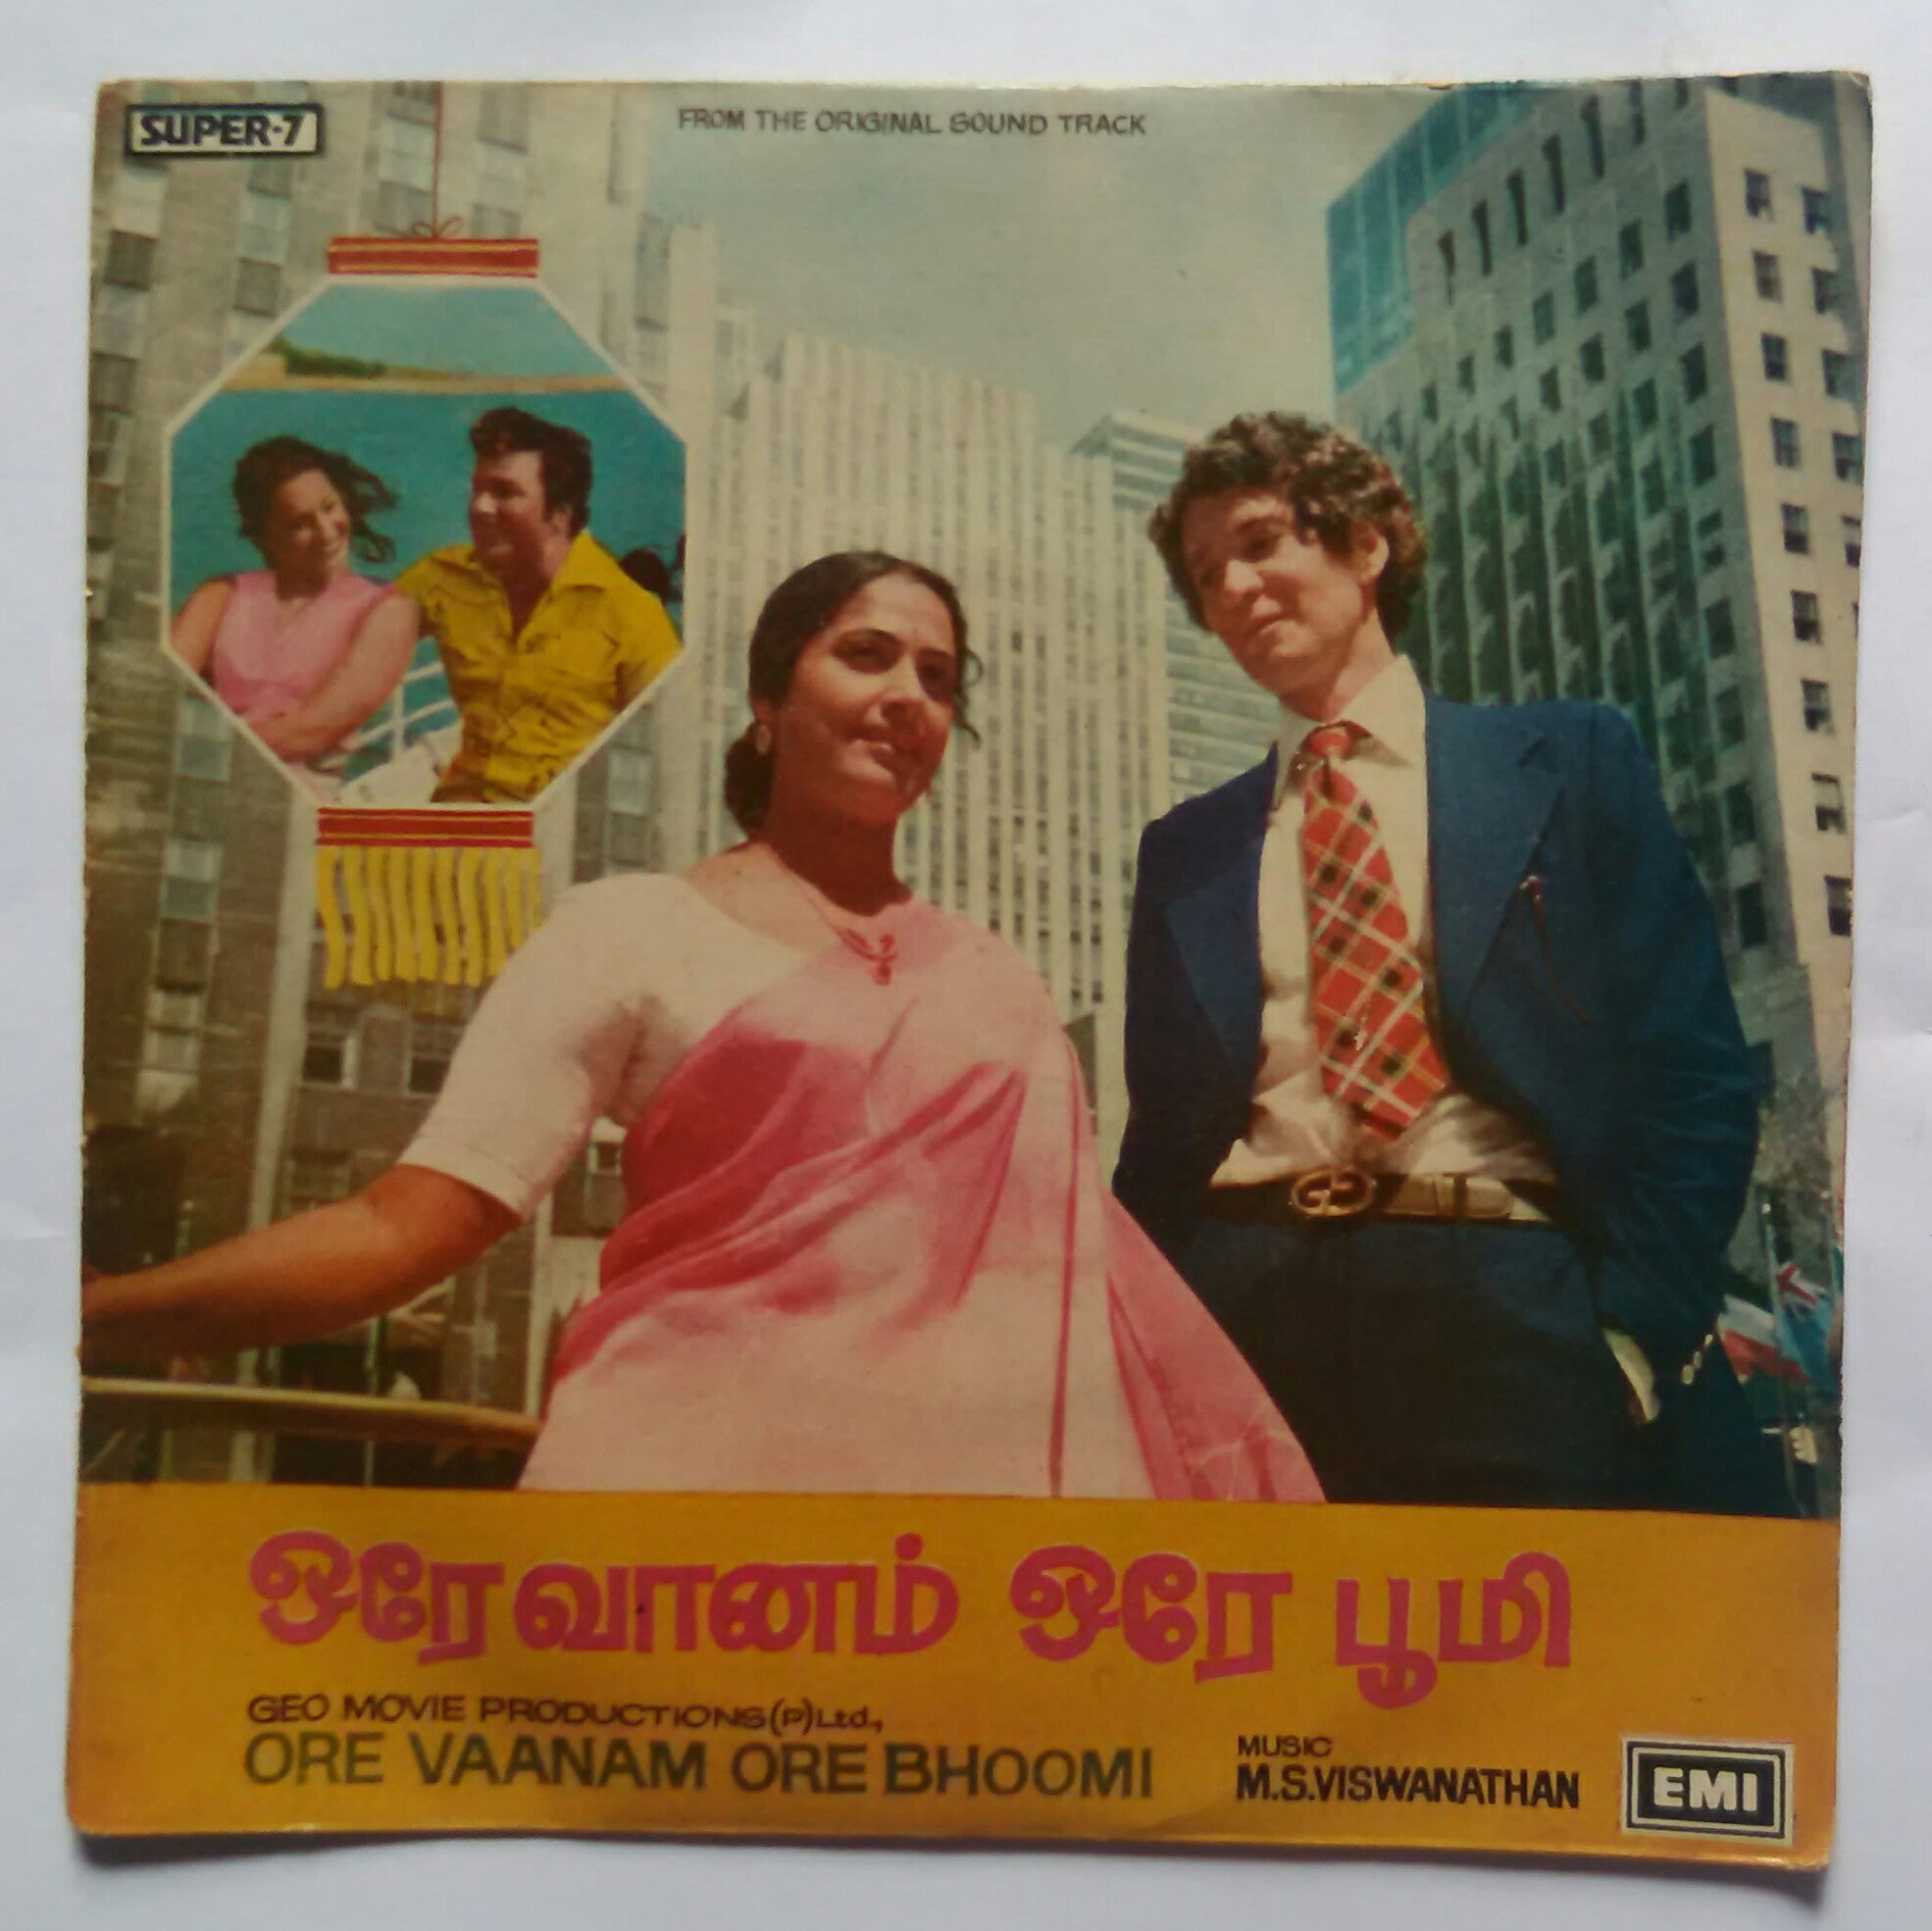 SUPER-7
FROM THE ORIGINAL SOUND TRACK
ஒரே வானம் ஒரே பூமி
GEO MOVIE PRODUCTIONS (P) Ltd.,
ORE VAANAM ORE BHOOMI
MUSIC
M.S.VISWANATHAN
EMI